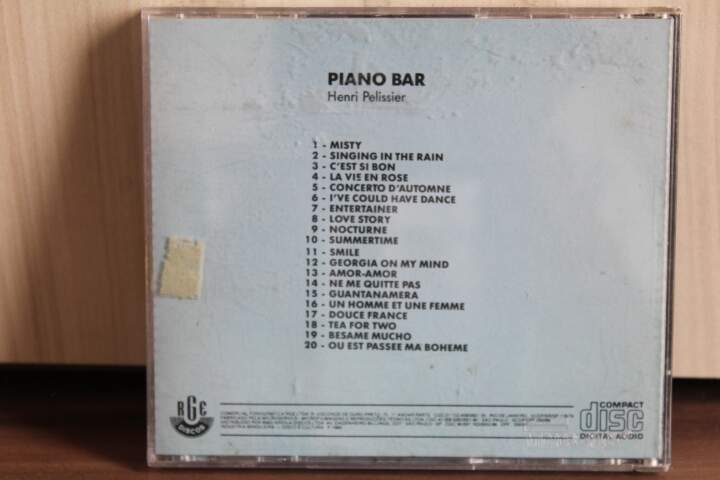 PIANO BAR
Henri Pelissier
1 - MISTY
2 - SINGING IN THE RAIN
3 - C'EST SI BON
4 - LA VIE EN ROSE
5 - CONCERTO D'AUTOMNE
6 - I'VE COULD HAVE DANCE
7 - ENTERTAINER
8 - LOVE STORY
9 - NOCTURNE
10 - SUMMERTIME
11 - SMILE
12 - GEORGIA ON MY MIND
13 - AMOR-AMOR
14 - NE ME QUITTE PAS
15 - GUANTANAMERA
16 - UN HOMME ET UNE FEMME
17 - DOUCE FRANCE
18 - TEA FOR TWO
19 - BESAME MUCHO
20 - OU EST PASSEE MA BOHEME
RGE
DISCOS
COMPACT
disc
DIGITAL AUDIO